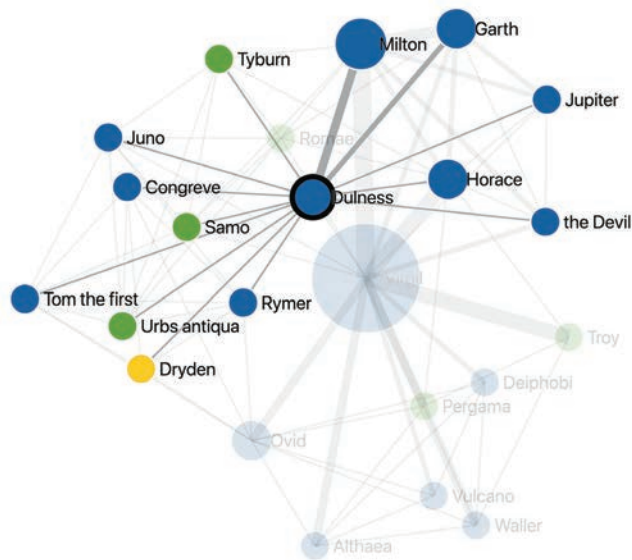 Garth
Milton
Tyburn
Jupiter
Romae
Juno
Horace
Congreve
Dulness
the Devil
Samo
Tom the first
Rymer
Urbs antiqua
Troy
Dryden
Deiphobi
Pergama
Ovid
Vulcano
Waller
Althaea